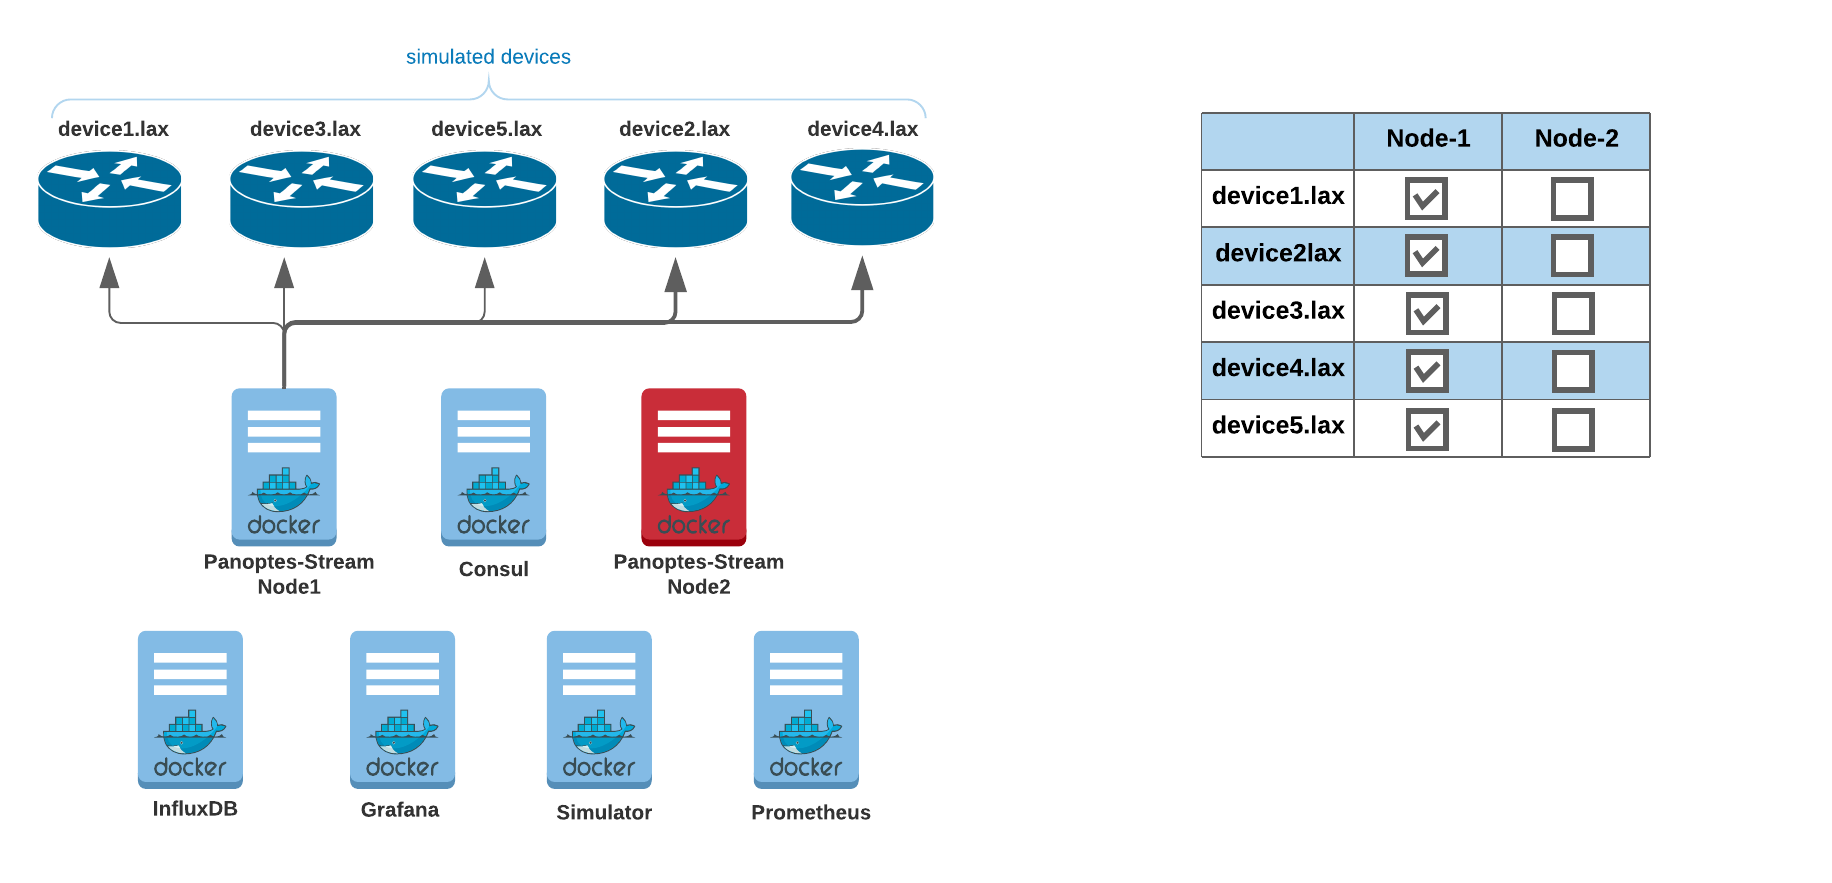 simulated devices
device1.lax
device3.lax
device5.lax
device2.lax
device4.lax
docker
docker
docker
Panoptes-Stream
Node1
Consul
Panoptes-Stream
Node2
docker
docker
docker
docker
InfluxDB
Grafana
Simulator
Prometheus
Node-1 Node-2
device1.lax
device2lax
device3.lax
device4.lax
device5.lax